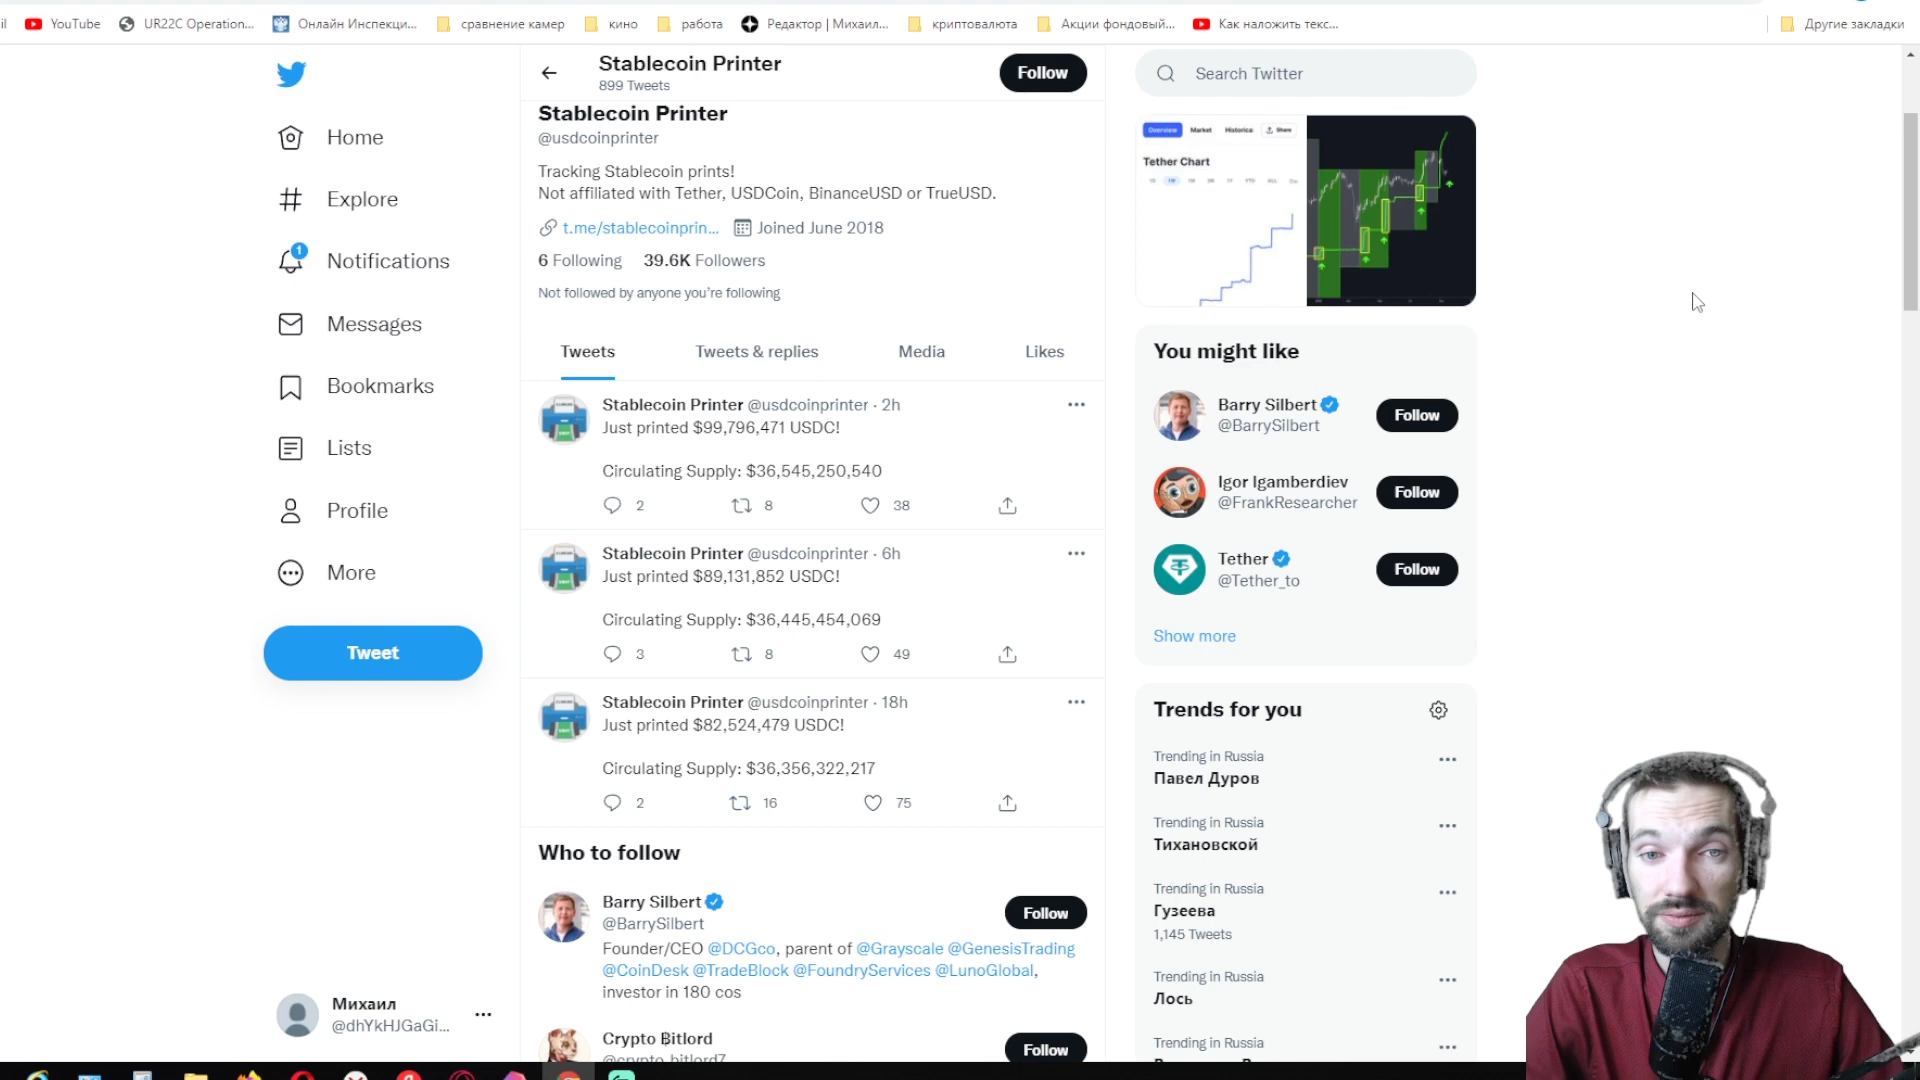 YouTube
UR22C Operation...
Онлайн Инспекци...
сравнение камер
кино
работа
Редактор | Михаил...
криптовалюта
Акции фондовый...
Как наложить текс...
Другие закладки
Stablecoin Printer
899 Tweets
Follow
Search Twitter
Home
Explore
1
Notifications
Messages
Bookmarks
Lists
Profile
More
Tweet
Михаил
@dhYkHJGaGi...
Stablecoin Printer
@usdcoinprinter
Tracking Stablecoin prints!
Not affiliated with Tether, USDCoin, BinanceUSD or TrueUSD.
t.me/stablecoinprin... Joined June 2018
6 Following 39.6K Followers
Not followed by anyone you're following
Tweets Tweets & replies Media Likes
Stablecoin Printer @usdcoinprinter · 2h
Just printed $99,796,471 USDC!
Circulating Supply: $36,545,250,540
2 8 38
Stablecoin Printer @usdcoinprinter · 6h
Just printed $89,131,852 USDC!
Circulating Supply: $36,445,454,069
3 8 49
Stablecoin Printer @usdcoinprinter · 18h
Just printed $82,524,479 USDC!
Circulating Supply: $36,356,322,217
2 16 75
Who to follow
Barry Silbert
@BarrySilbert
Follow
Founder/CEO @DCGco, parent of @Grayscale @GenesisTrading
@CoinDesk @TradeBlock @FoundryServices @LunoGlobal,
investor in 180 cos
Crypto ₿itlord
@crypto_bitlord7
Follow
Overview Market Historical Share
Tether Chart
You might like
Barry Silbert
@BarrySilbert
Follow
Igor Igamberdiev
@FrankResearcher
Follow
Tether
@Tether_to
Follow
Show more
Trends for you
Trending in Russia
Павел Дуров
Trending in Russia
Тихановской
Trending in Russia
Гузеева
1,145 Tweets
Trending in Russia
Лось
Trending in Russia